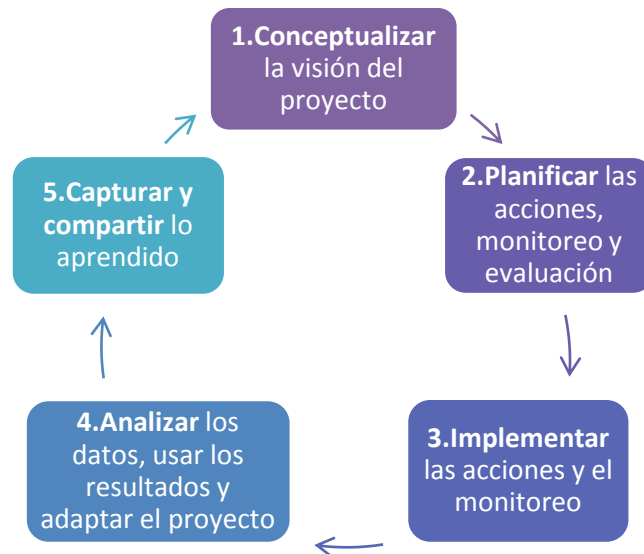 1.Conceptualizar
la visión del
proyecto
2.Planificar las
acciones,
monitoreo y
evaluación
3.Implementar
las acciones y el
monitoreo
4.Analizar los
datos, usar los
resultados y
adaptar el proyecto
5.Capturar y
compartir lo
aprendido